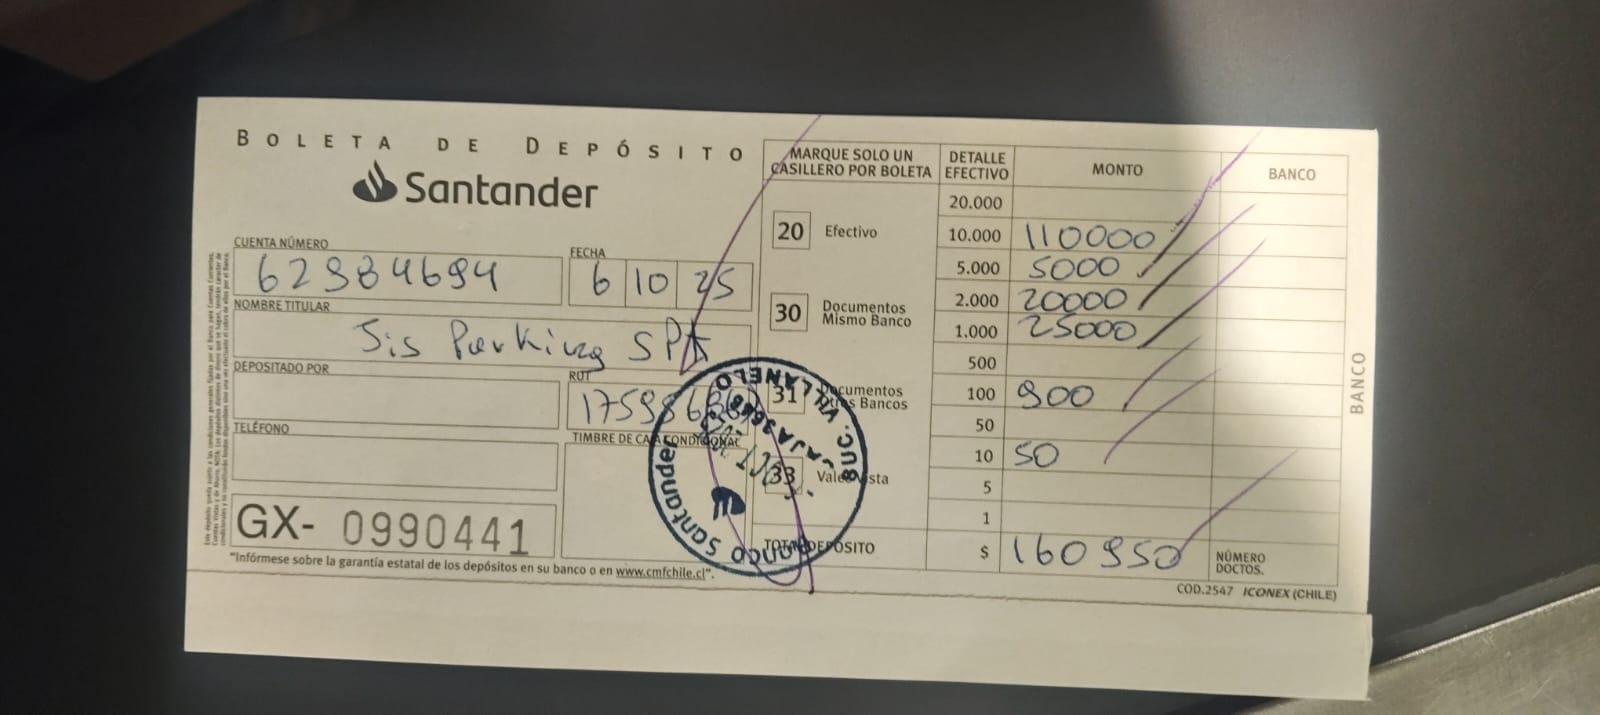 BOLETA DE DEPÓSITO
Santander
CUENTA NÚMERO
62984694
FECHA
6 10 25
NOMBRE TITULAR
Jis Parking SPA
DEPOSITADO POR
RUT
TELÉFONO
TIMBRE DE CAJA CONDICIONAL
GX- 0990441
"Infórmese sobre la garantía estatal de los depósitos en su banco o en www.cmfchile.cl".
MARQUE SOLO UN
CASILLERO POR BOLETA
20 Efectivo
30 Documentos
Mismo Banco
31 Documentos
Otros Bancos
33 Vale Vista
TOTAL DEPÓSITO
DETALLE
EFECTIVO
MONTO
BANCO
20.000
10.000 110000
5.000 5000
2.000 20000
1.000 25000
500
100 900
50
10 50
5
1
$ 160950
NÚMERO
DOCTOS.
COD.2547 ICONEX (CHILE)
BANCO
Banco Santander
SUC. VILLANELO